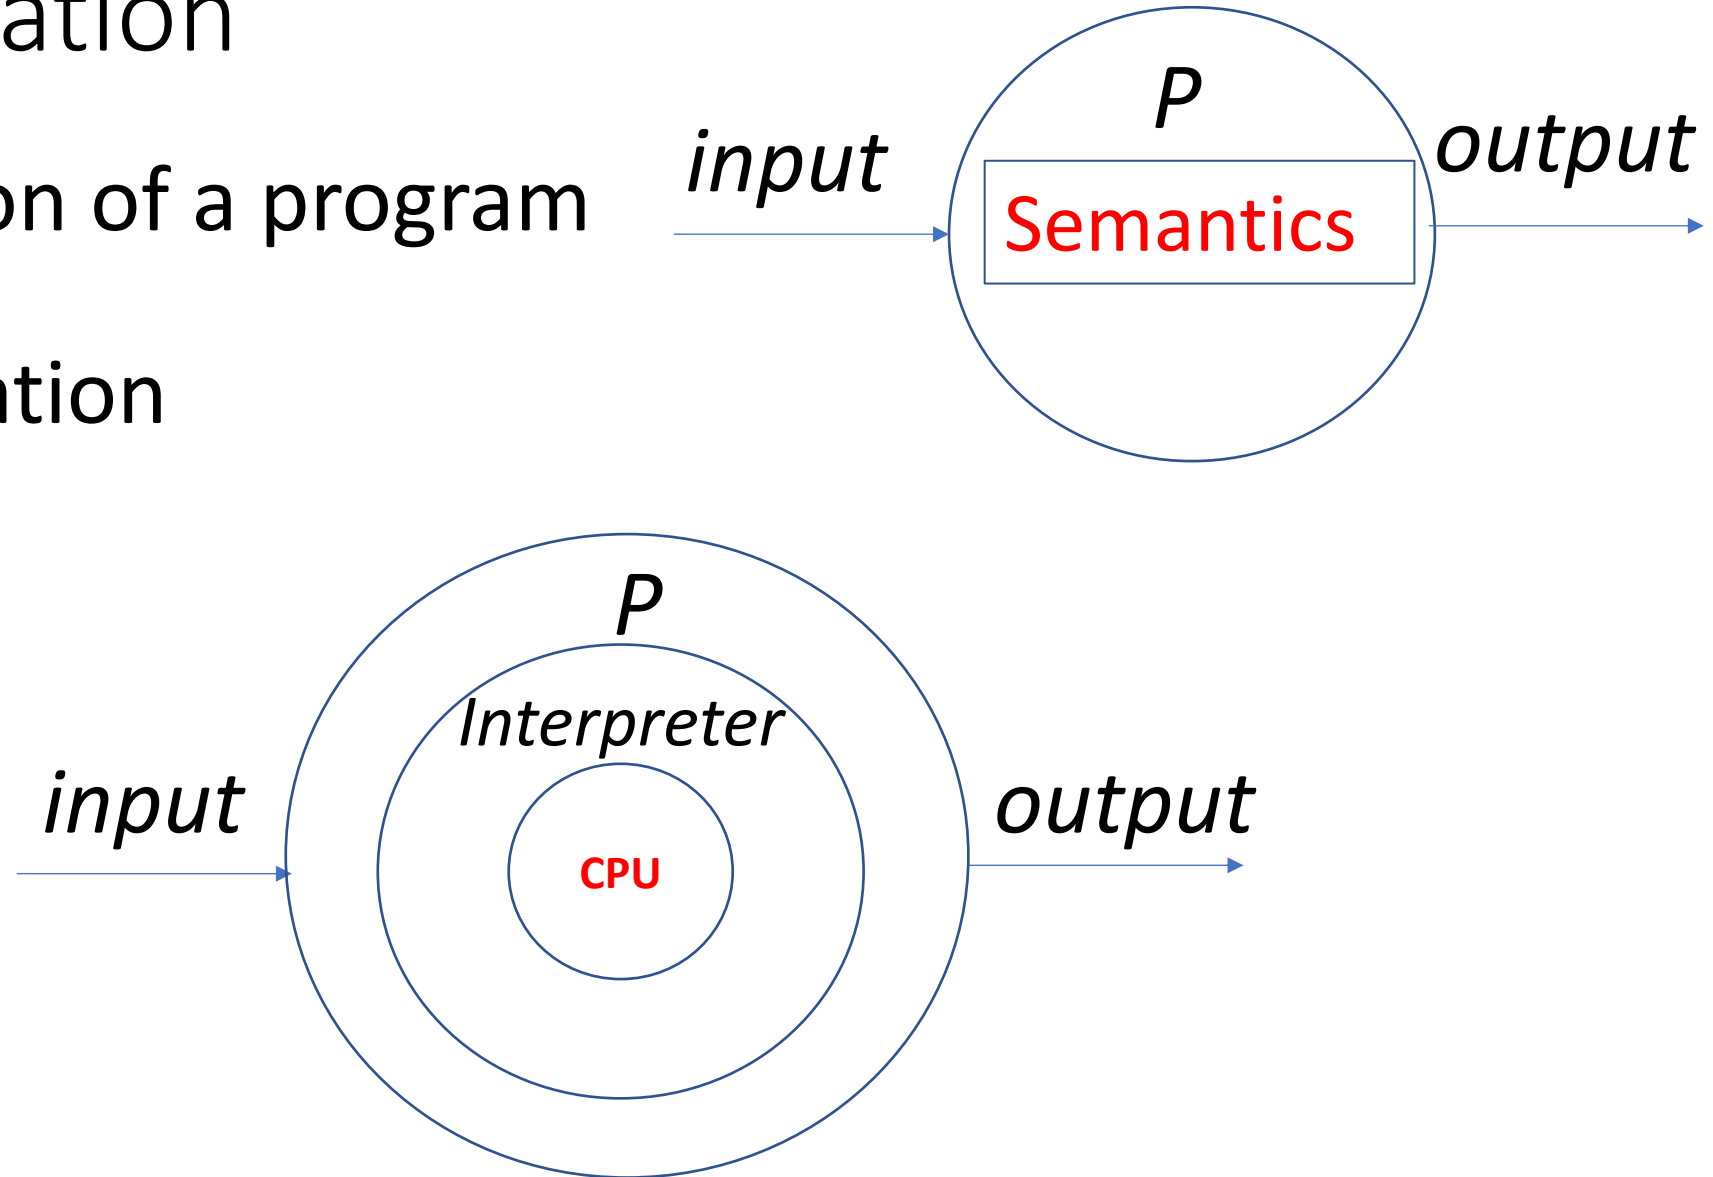 ation
P
input
output
on of a program
Semantics
ation
P
Interpreter
input
output
CPU